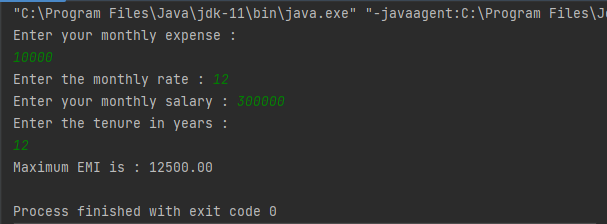 "C:\Program Files\Java\jdk-11\bin\java.exe" "-javaagent:C:\Program Files\J
Enter your monthly expense :
10000
Enter the monthly rate : 12
Enter your monthly salary : 300000
Enter the tenure in years :
12
Maximum EMI is : 12500.00
Process finished with exit code 0